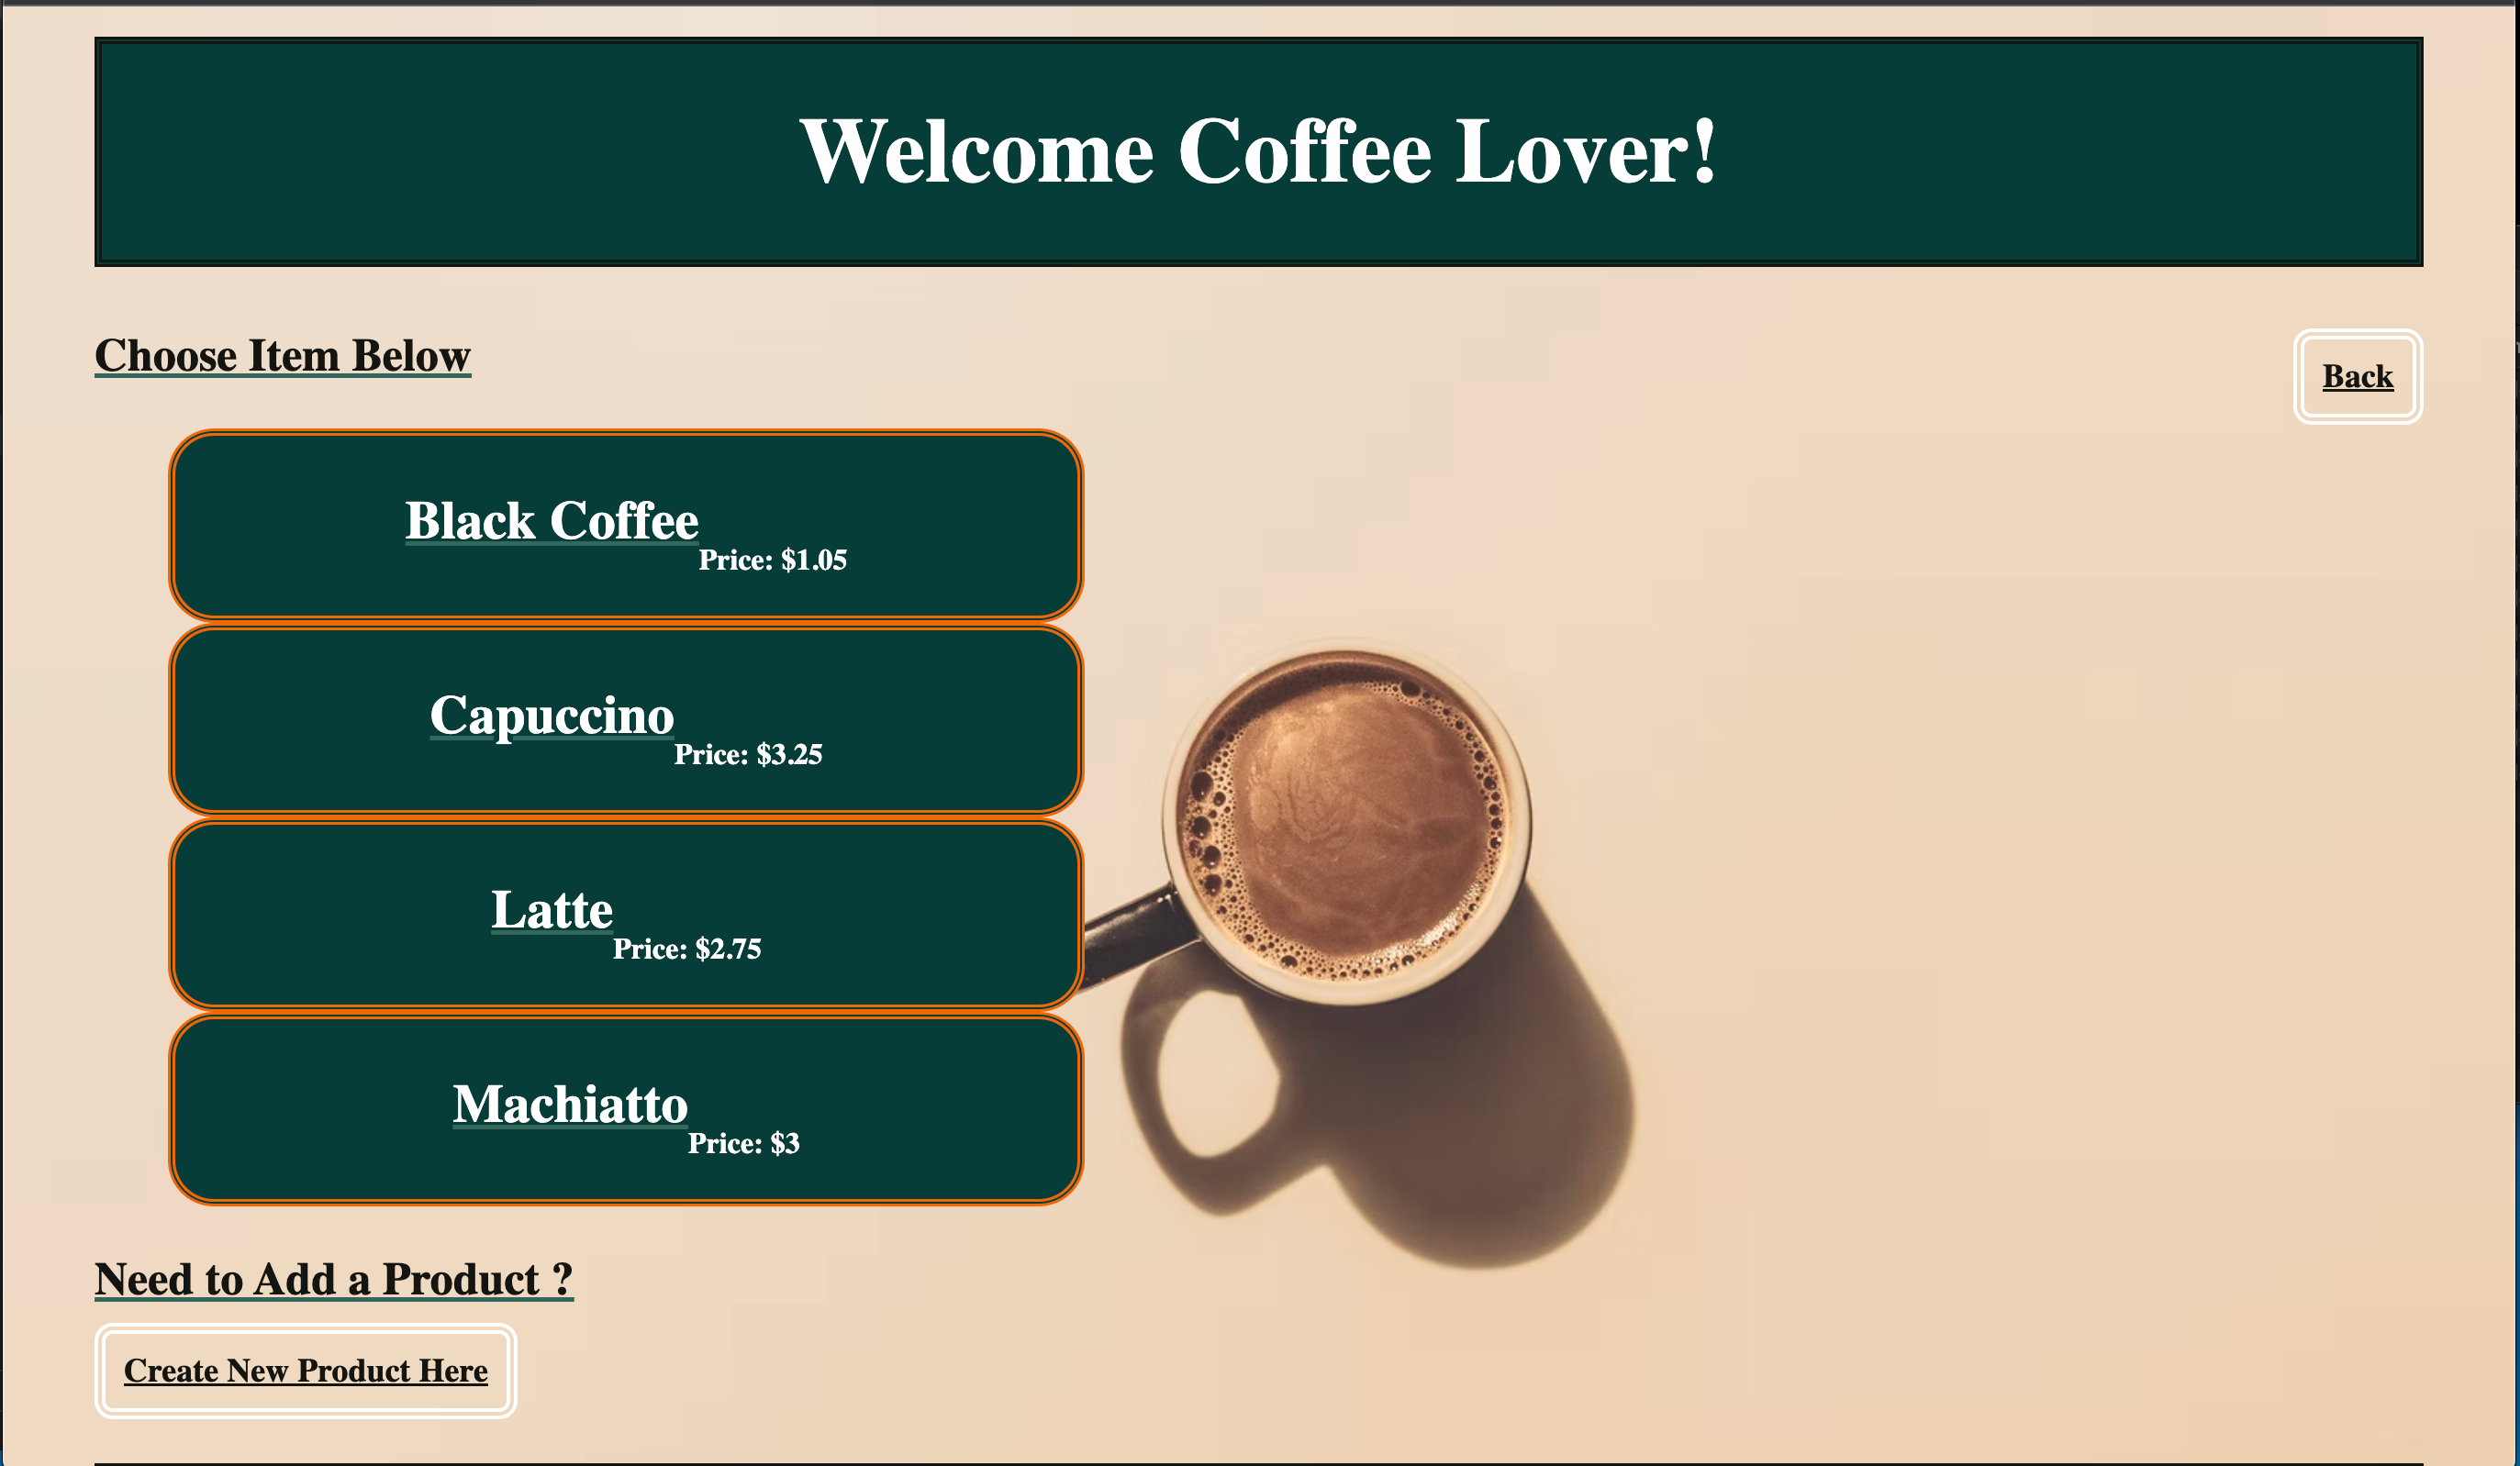 Welcome Coffee Lover!
Choose Item Below
Back
Black Coffee
Price: $1.05
Capuccino
Price: $3.25
Latte
Price: $2.75
Machiatto
Price: $3
Need to Add a Product ?
Create New Product Here